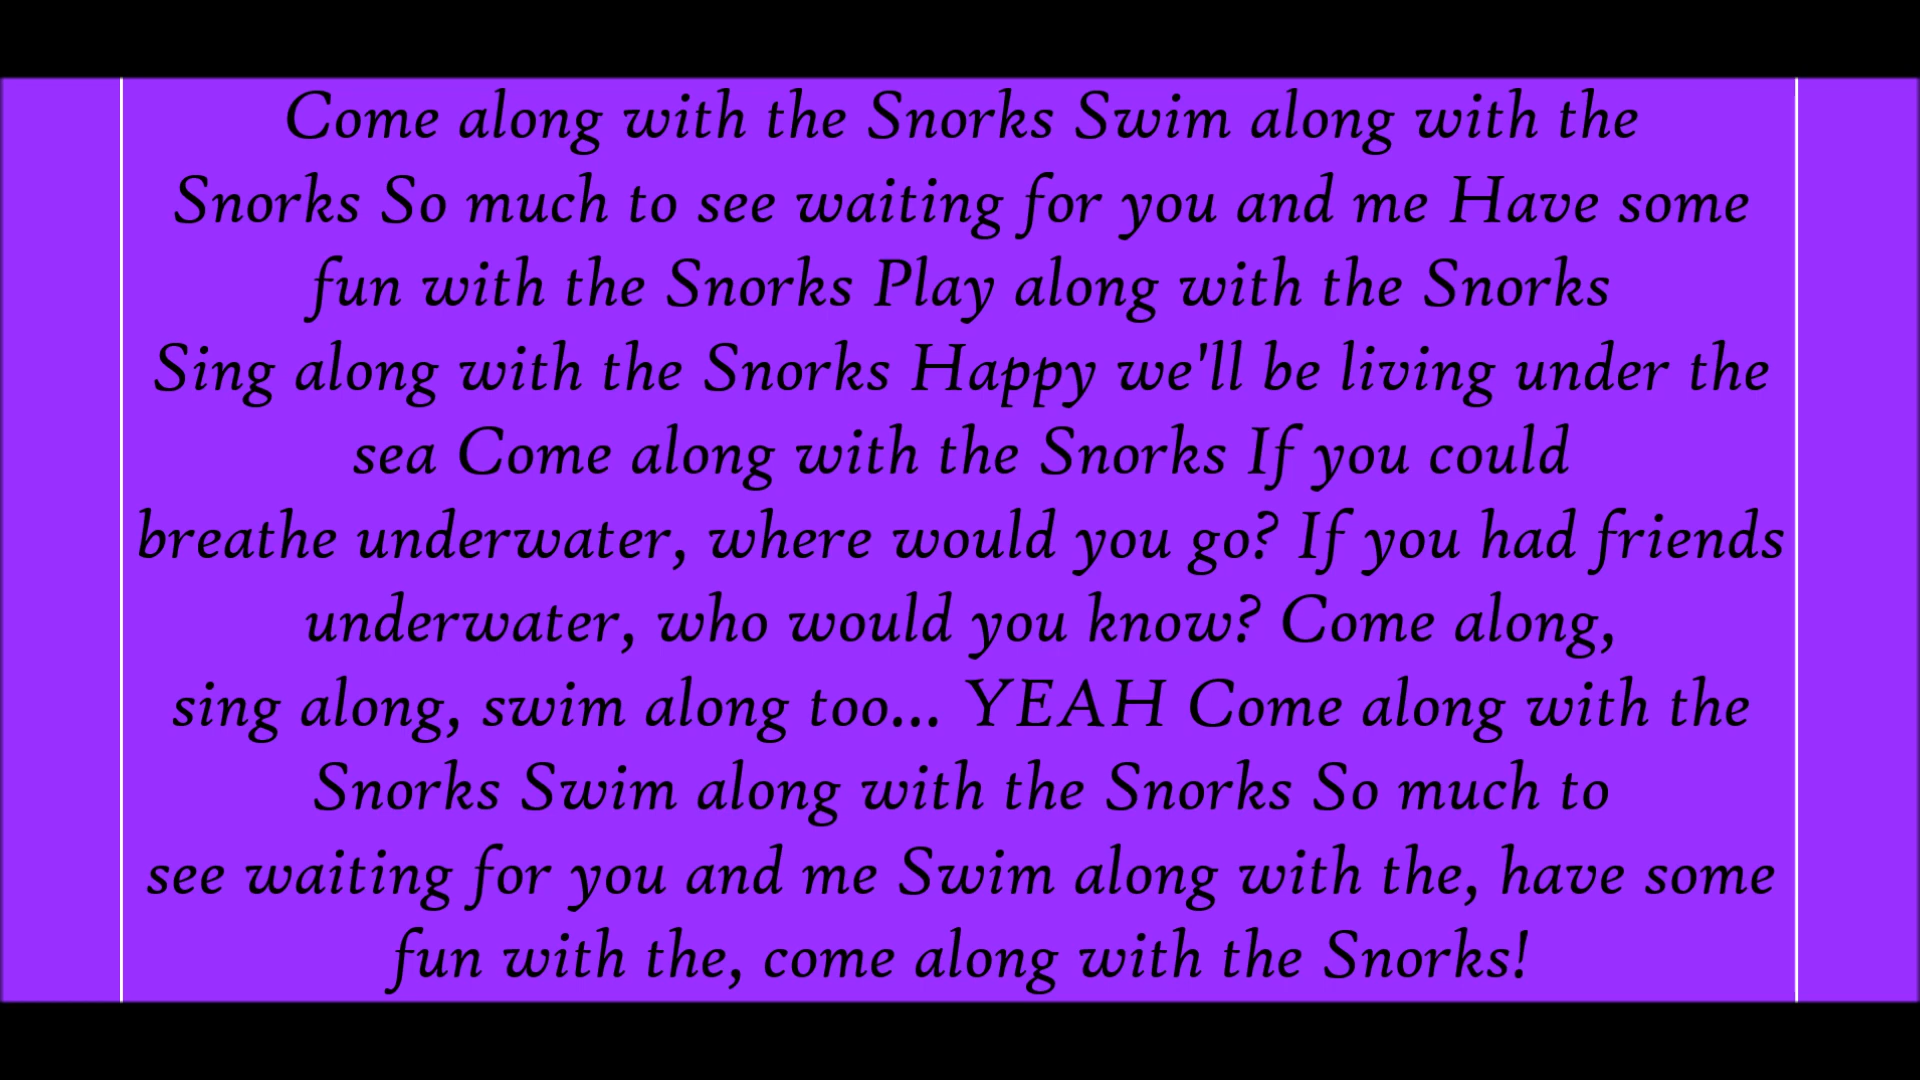 Come along with the Snorks Swim along with the
Snorks So much to see waiting for you and me Have some
fun with the Snorks Play along with the Snorks
Sing along with the Snorks Happy we'll be living under the
sea Come along with the Snorks If you could
breathe underwater, where would you go? If you had friends
underwater, who would you know? Come along,
sing along, swim along too... YEAH Come along with the
Snorks Swim along with the Snorks So much to
see waiting for you and me Swim along with the, have some
fun with the, come along with the Snorks!